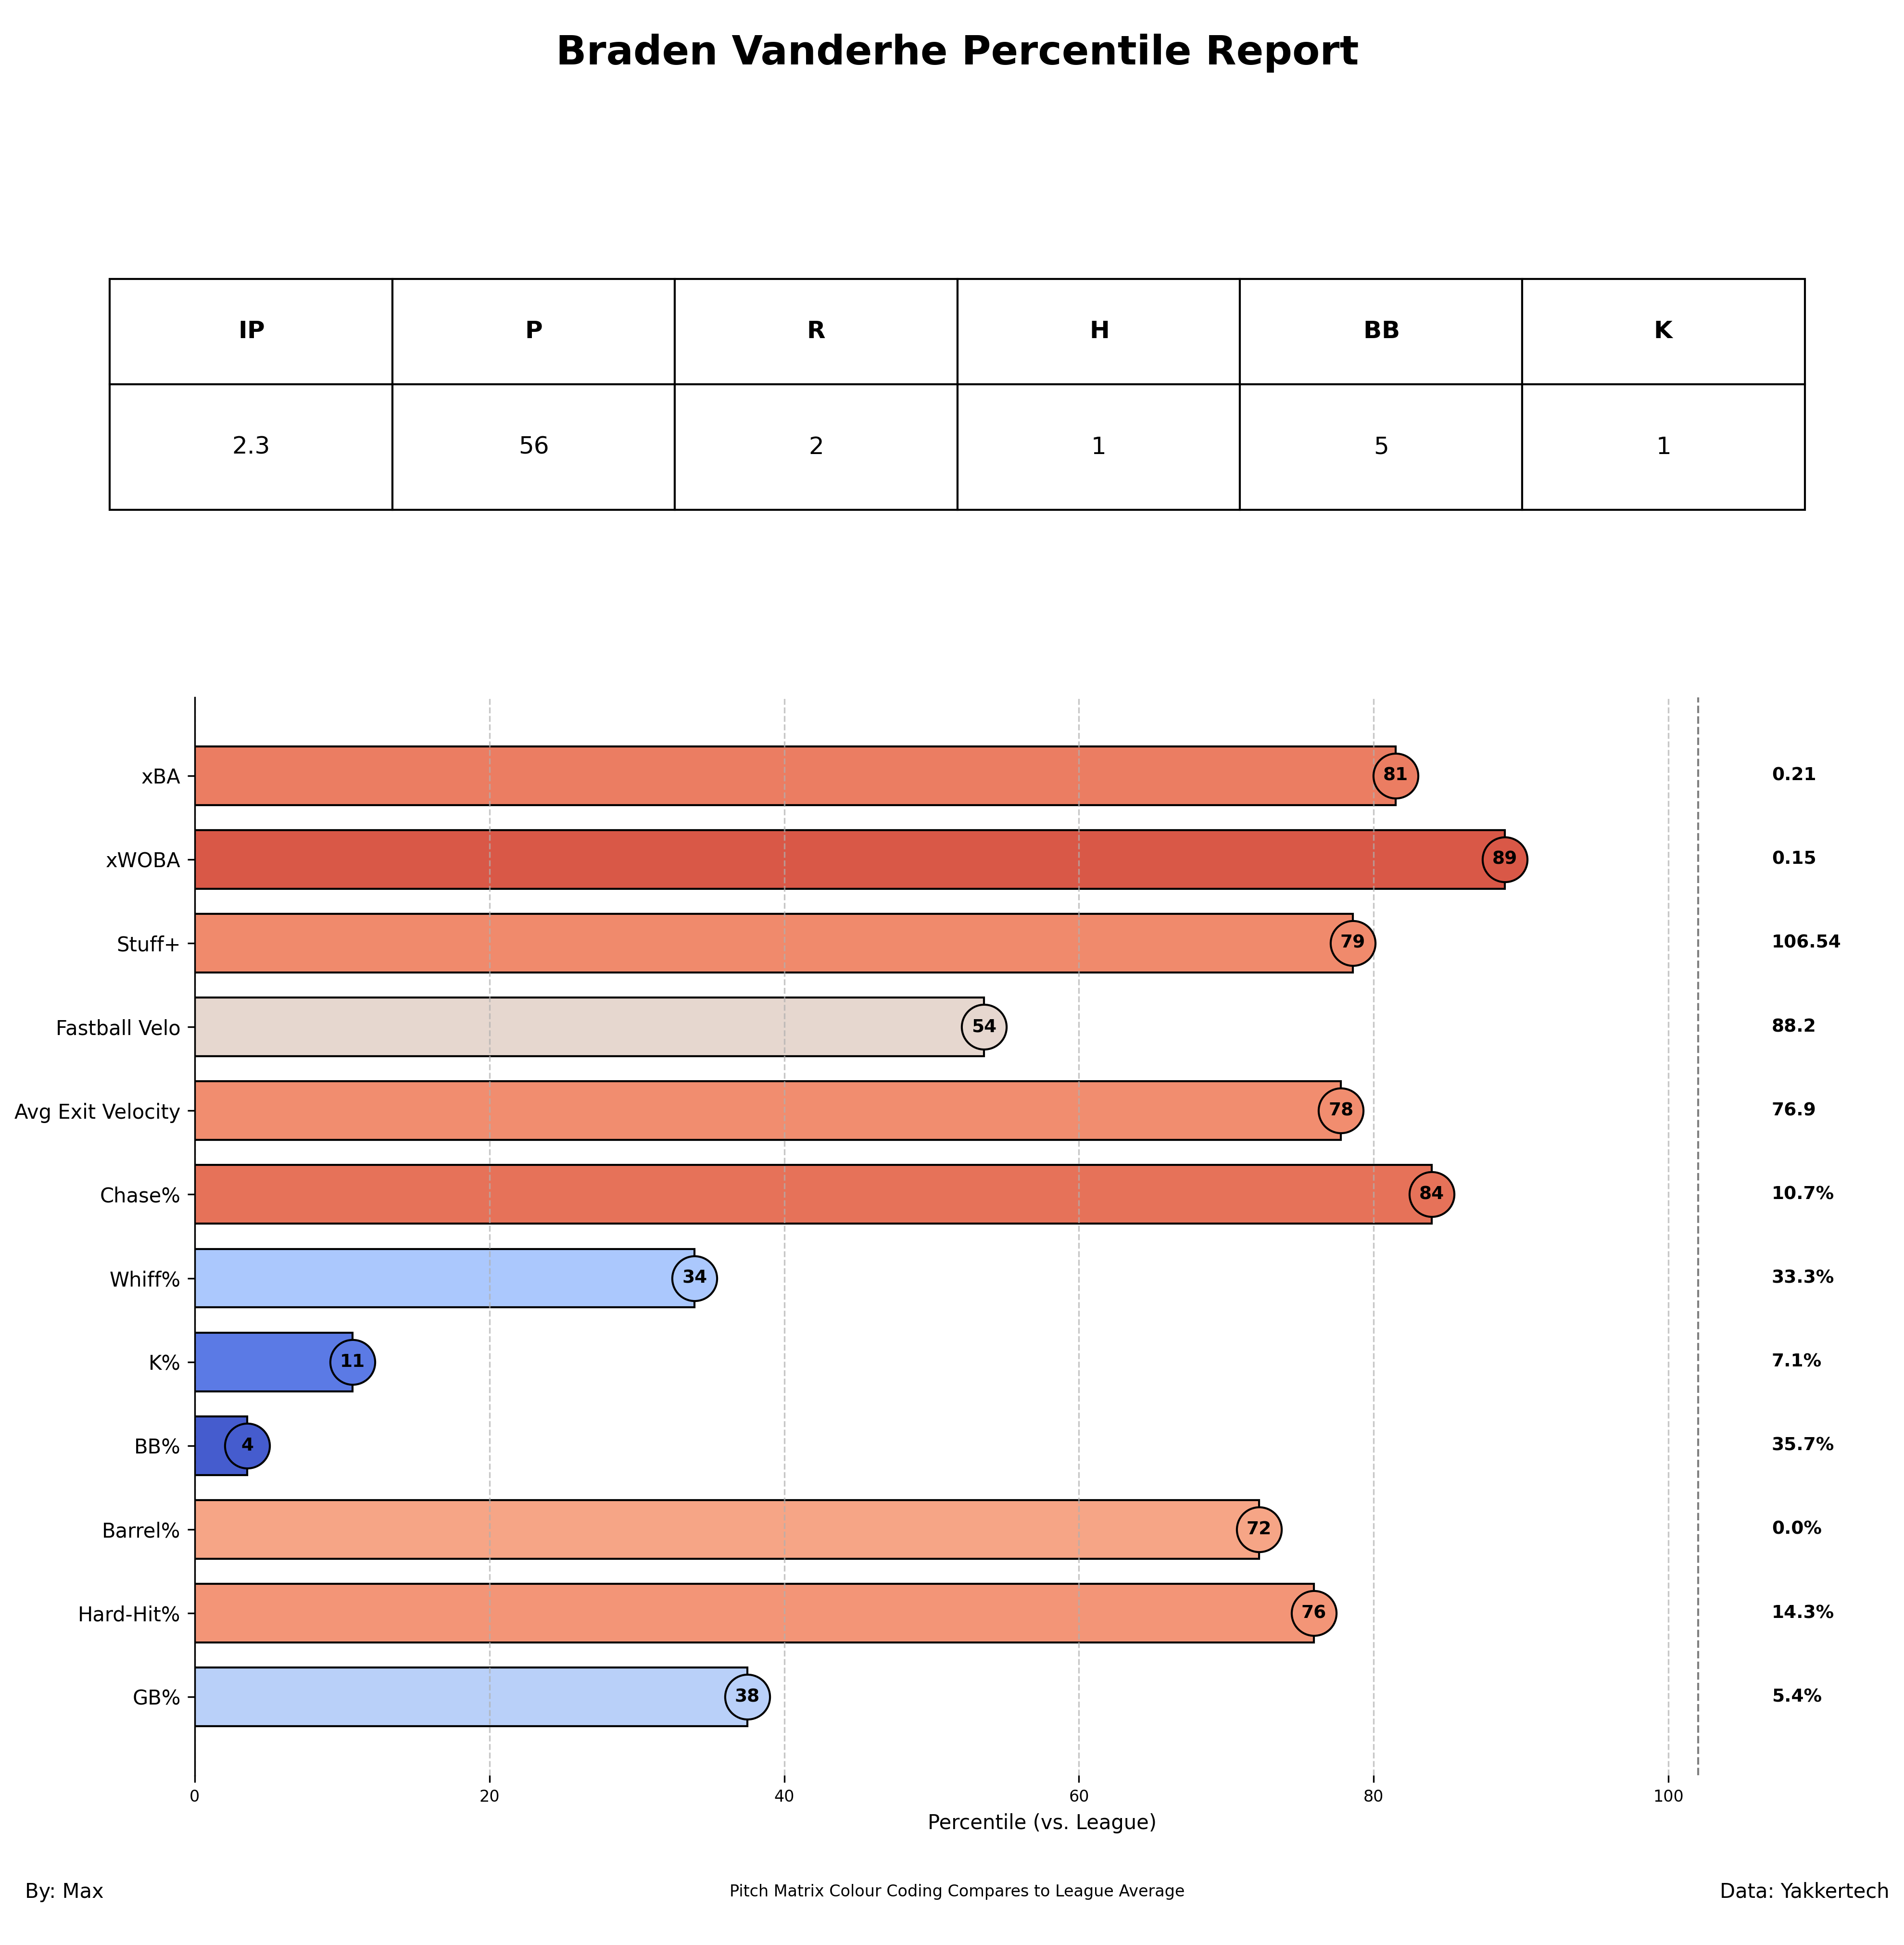 Braden Vanderhe Percentile Report
IP P R H BB K
2.3 56 2 1 5 1
xBA 81 0.21
xWOBA 89 0.15
Stuff+ 79 106.54
Fastball Velo 54 88.2
Avg Exit Velocity 78 76.9
Chase% 84 10.7%
Whiff% 34 33.3%
K% 11 7.1%
BB% 4 35.7%
Barrel% 72 0.0%
Hard-Hit% 76 14.3%
GB% 38 5.4%
0 20 40 60 80 100
Percentile (vs. League)
By: Max Pitch Matrix Colour Coding Compares to League Average Data: Yakkertech